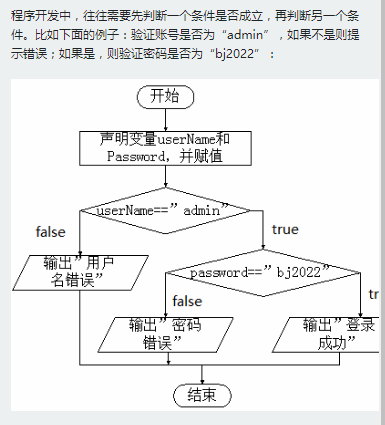 程序开发中，往往需要先判断一个条件是否成立，再判断另一个条
件。比如下面的例子：验证账号是否为“admin”，如果不是则提
示错误；如果是，则验证密码是否为“bj2022”：
开始
声明变量userName和
Password，并赋值
userName==”admin”
false
true
输出”用户
名错误”
password==”bj2022”
false
tr
输出”密码
错误”
输出”登录
成功”
结束